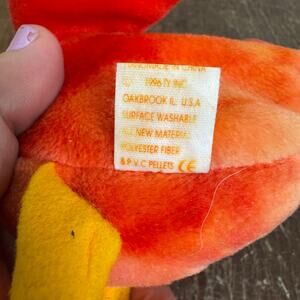 HANDMADE IN CHINA
© 1996 TY INC.
OAKBROOK IL. U.S.A
SURFACE WASHABLE
ALL NEW MATERIAL
POLYESTER FIBER
& P.V.C PELLETS CE